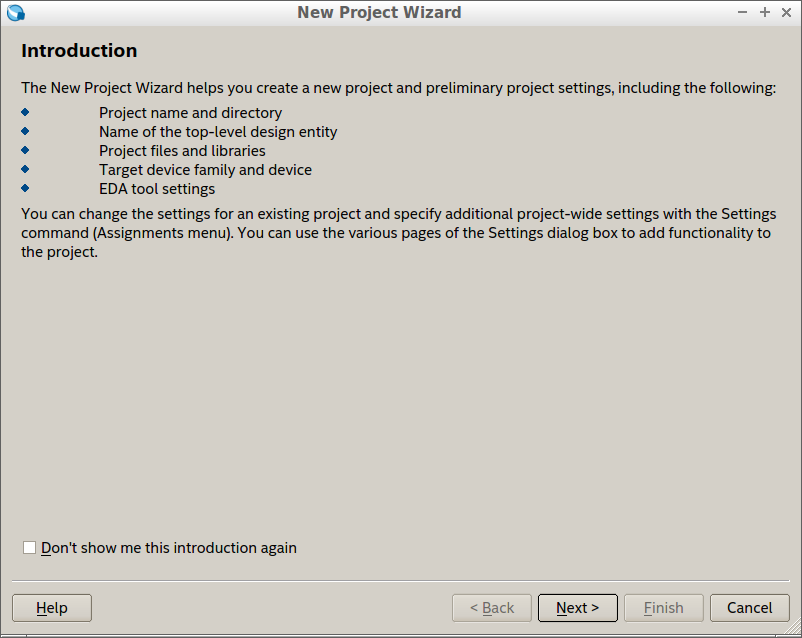 New Project Wizard
Introduction
The New Project Wizard helps you create a new project and preliminary project settings, including the following:
Project name and directory
Name of the top-level design entity
Project files and libraries
Target device family and device
EDA tool settings
You can change the settings for an existing project and specify additional project-wide settings with the Settings
command (Assignments menu). You can use the various pages of the Settings dialog box to add functionality to
the project.
Don't show me this introduction again
Help
< Back
Next >
Finish
Cancel